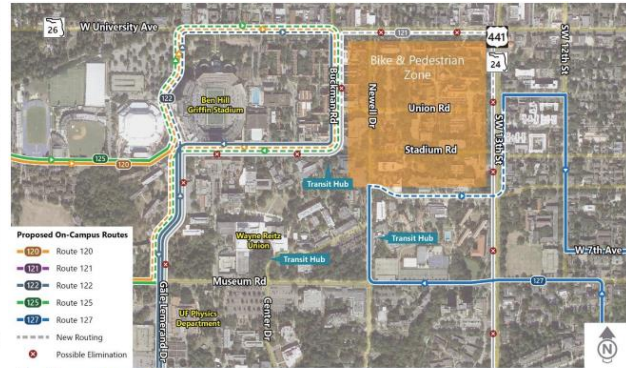 26
W University Ave
121
441
24
SW 12th St
Bike & Pedestrian
Zone
Buckman Rd
Newell Dr
122
Ben Hill
Griffin Stadium
Union Rd
SW 13th St
Stadium Rd
125
120
Transit Hub
Proposed On-Campus Routes
120 Route 120
121 Route 121
122 Route 122
125 Route 125
127 Route 127
New Routing
Possible Elimination
Wayne Reitz
Union
Transit Hub
Transit Hub
W 7th Ave
Museum Rd
127
Gale Lemerand Dr
UF Physics
Department
Center Dr
N